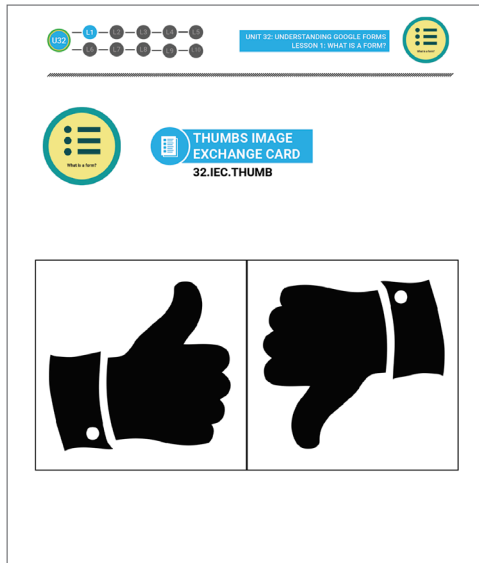 U32
L1 L2 L3 L4 L5
L6 L7 L8 L9 L10
UNIT 32: UNDERSTANDING GOOGLE FORMS
LESSON 1: WHAT IS A FORM?
What is a form?
What is a form?
THUMBS IMAGE
EXCHANGE CARD
32.IEC.THUMB